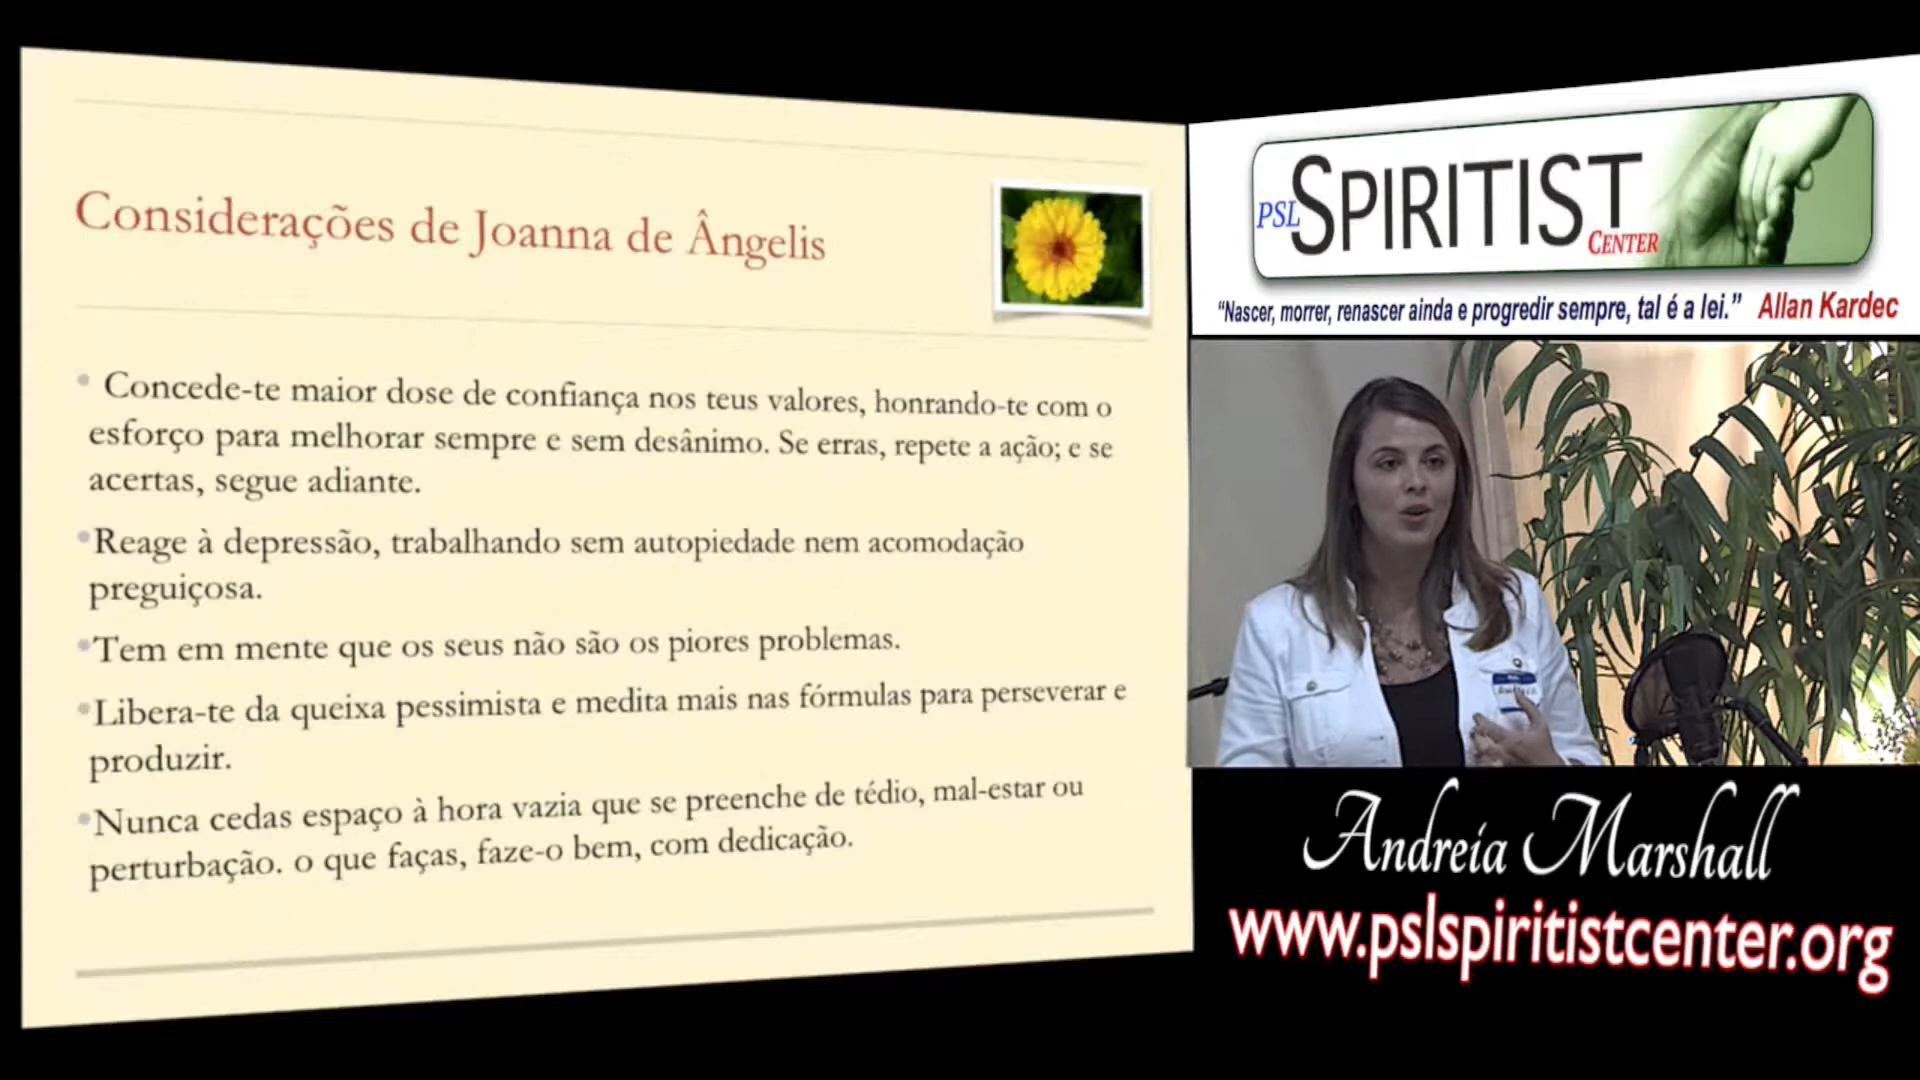 Considerações de Joanna de Ângelis
• Concede-te maior dose de confiança nos teus valores, honrando-te com o
esforço para melhorar sempre e sem desânimo. Se erras, repete a ação; e se
acertas, segue adiante.
•Reage à depressão, trabalhando sem autopiedade nem acomodação
preguiçosa.
•Tem em mente que os seus não são os piores problemas.
•Libera-te da queixa pessimista e medita mais nas fórmulas para perseverar e
produzir.
•Nunca cedas espaço à hora vazia que se preenche de tédio, mal-estar ou
perturbação. o que faças, faze-o bem, com dedicação.
PSL SPIRITIST
CENTER
“Nascer, morrer, renascer ainda e progredir sempre, tal é a lei.” Allan Kardec
Andreia Marshall
www.pslspiritistcenter.org